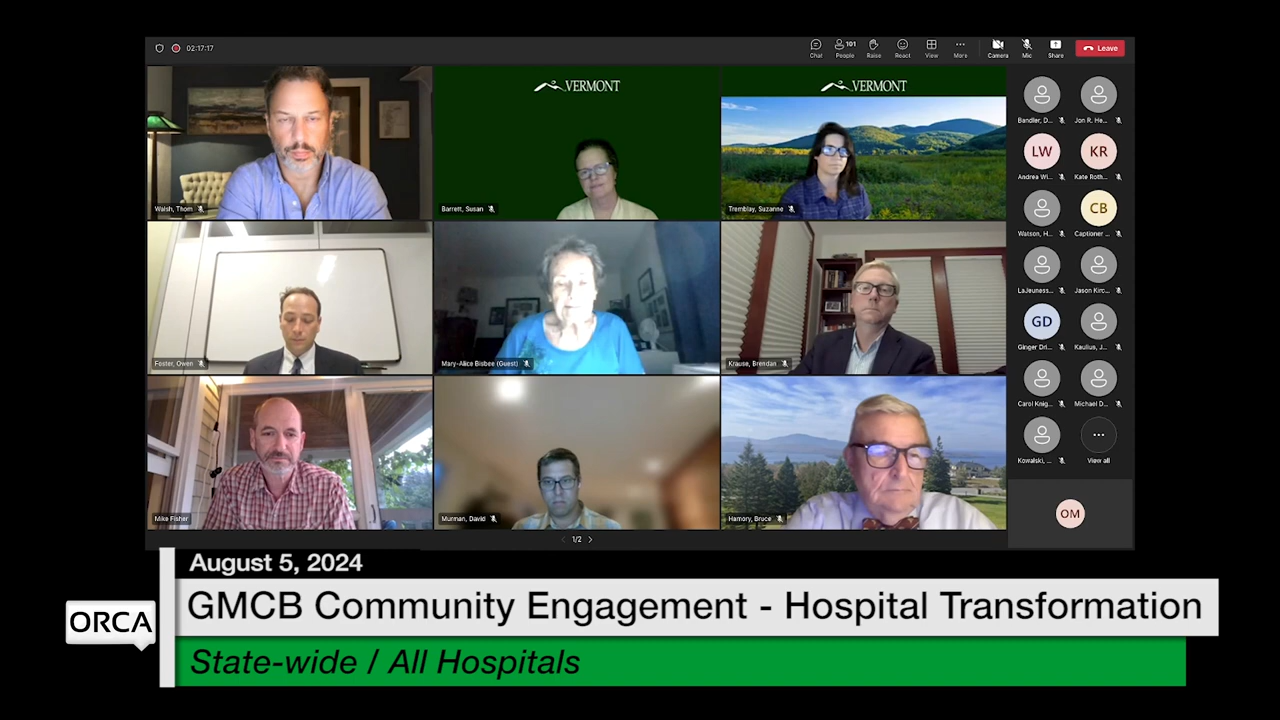 02:17:17
Chat
101
People
Raise
React
View
More
Camera
Mic
Share
Leave
VERMONT
VERMONT
Walsh, Thom
Barrett, Susan
Tremblay, Suzanne
Bandler, D...
Jon R. He...
LW
KR
Andrea Wi...
Kate Roth...
CB
Watson, H...
Captioner ...
Foster, Owen
Mary-Alice Bisbee (Guest)
Krause, Brendan
LaJeuness...
Jason Kirc...
GD
Ginger Dri...
Kaulius, J...
Carol Knig...
Michael D...
Mike Fisher
Murman, David
Hamory, Bruce
Kowalski, ...
View all
OM
1/2
August 5, 2024
ORCA
GMCB Community Engagement - Hospital Transformation
State-wide / All Hospitals